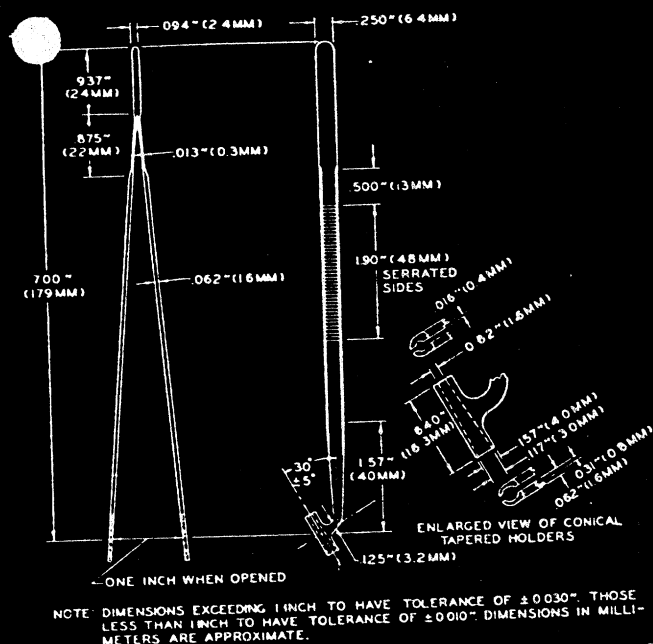 .094"(2.4MM)
.250"(6.4MM)
.937"
(24MM)
.875"
(22MM)
.013"(0.3MM)
.500"(13MM)
1.90"(48MM)
SERRATED
SIDES
7.00"
(179MM)
.062"(1.6MM)
.016"(0.4MM)
0.82"(1.6MM)
.640"
(16.3MM)
.157"(4.0MM)
.117"(3.0MM)
.031"(0.8MM)
.062"(1.6MM)
30°
±5°
1.57"
(40MM)
.125"(3.2MM)
ENLARGED VIEW OF CONICAL
TAPERED HOLDERS
ONE INCH WHEN OPENED
NOTE: DIMENSIONS EXCEEDING 1 INCH TO HAVE TOLERANCE OF ±0.030". THOSE
LESS THAN 1 INCH TO HAVE TOLERANCE OF ±0.010". DIMENSIONS IN MILLI-
METERS ARE APPROXIMATE.